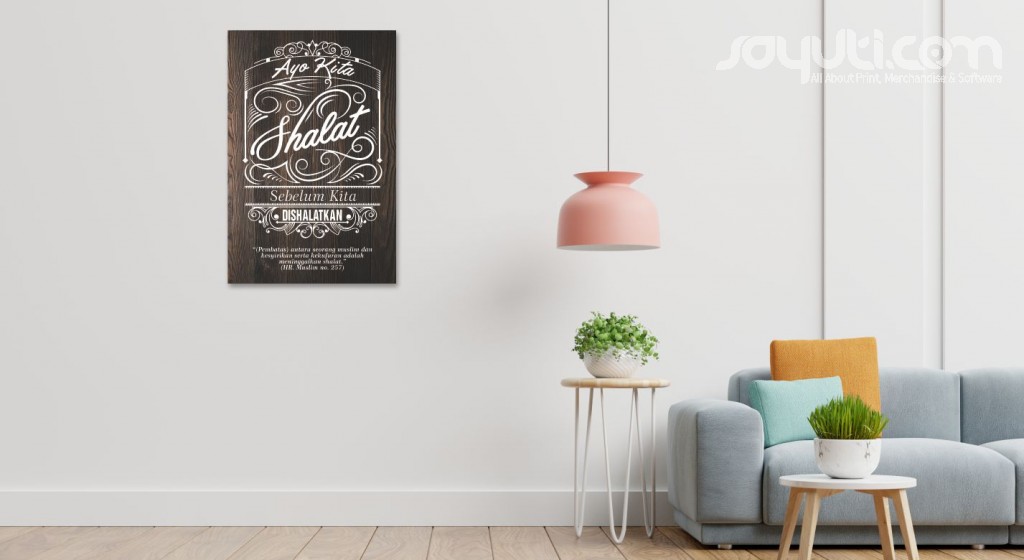 Ayo Kita
Shalat
Sebelum Kita
DISHALATKAN
"(Pembatas) antara seorang muslim dan
kesyirikan serta kekufuran adalah
meninggalkan shalat."
(HR. Muslim no. 257)
sayuti.com
All About Print, Merchandise & Software